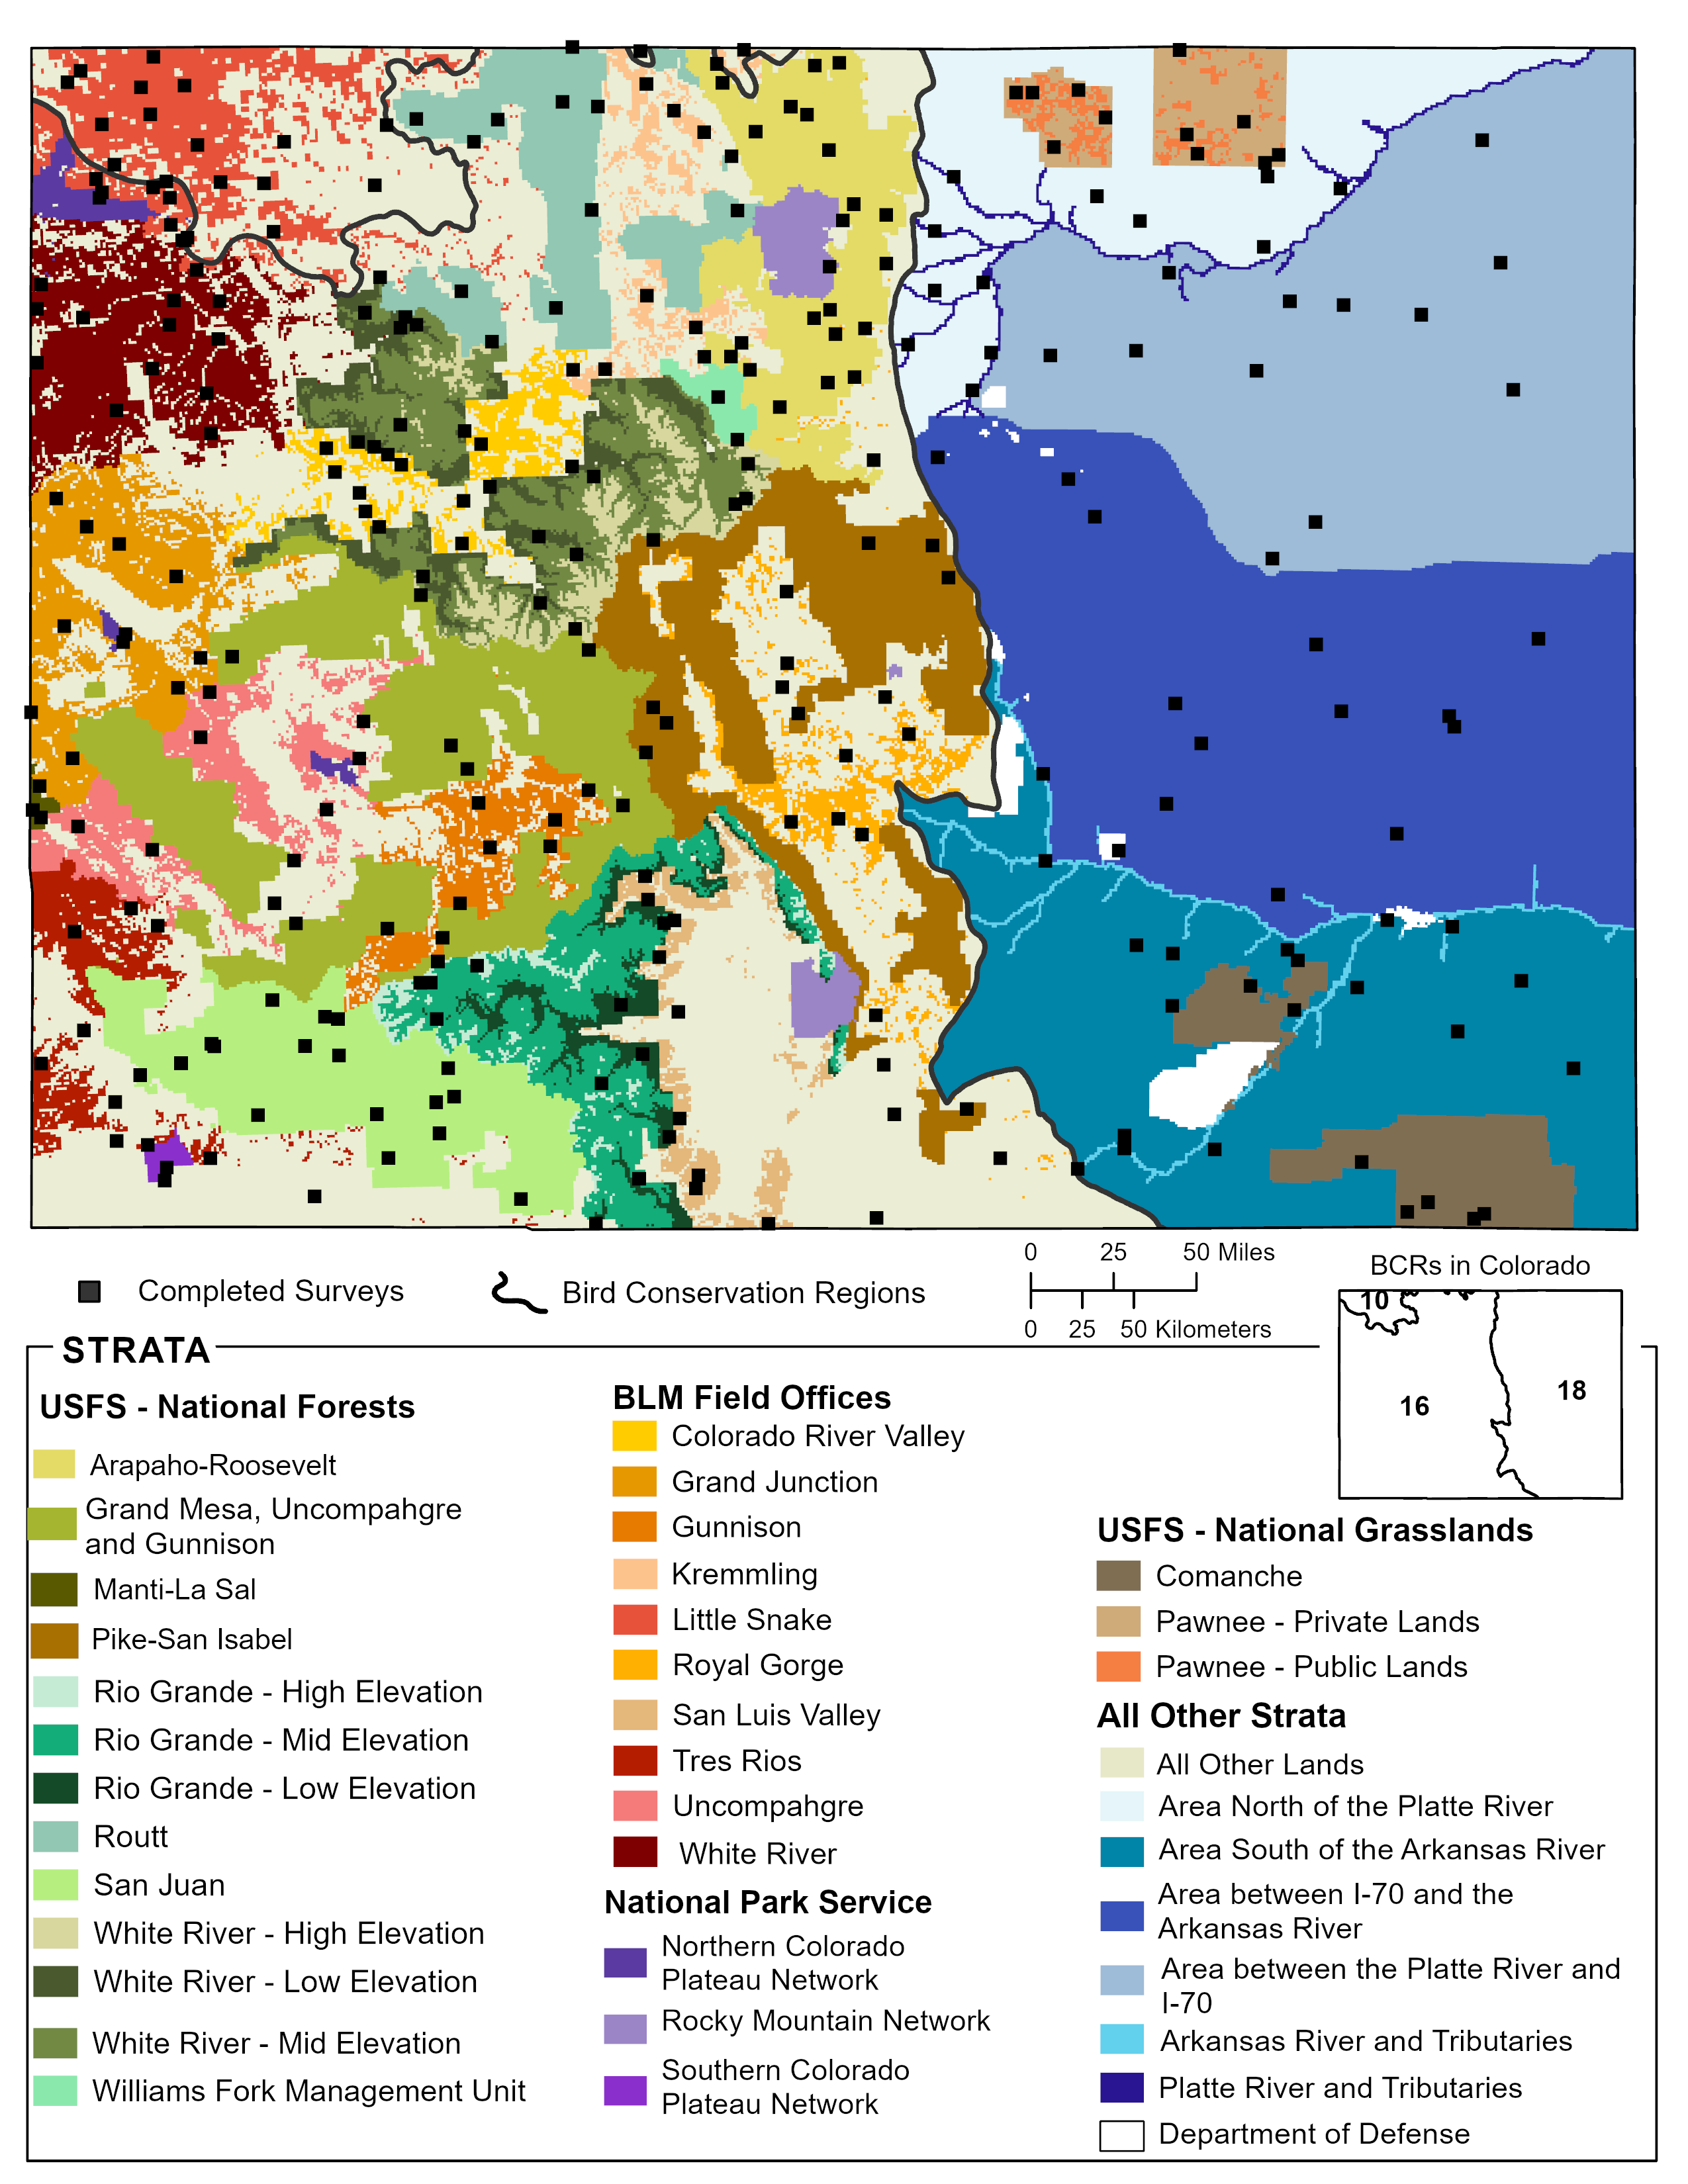 Completed Surveys
Bird Conservation Regions
0 25 50 Miles
0 25 50 Kilometers
BCRs in Colorado
10
16
18
STRATA
USFS - National Forests
Arapaho-Roosevelt
Grand Mesa, Uncompahgre
and Gunnison
Manti-La Sal
Pike-San Isabel
Rio Grande - High Elevation
Rio Grande - Mid Elevation
Rio Grande - Low Elevation
Routt
San Juan
White River - High Elevation
White River - Low Elevation
White River - Mid Elevation
Williams Fork Management Unit
BLM Field Offices
Colorado River Valley
Grand Junction
Gunnison
Kremmling
Little Snake
Royal Gorge
San Luis Valley
Tres Rios
Uncompahgre
White River
National Park Service
Northern Colorado
Plateau Network
Rocky Mountain Network
Southern Colorado
Plateau Network
USFS - National Grasslands
Comanche
Pawnee - Private Lands
Pawnee - Public Lands
All Other Strata
All Other Lands
Area North of the Platte River
Area South of the Arkansas River
Area between I-70 and the
Arkansas River
Area between the Platte River and
I-70
Arkansas River and Tributaries
Platte River and Tributaries
Department of Defense